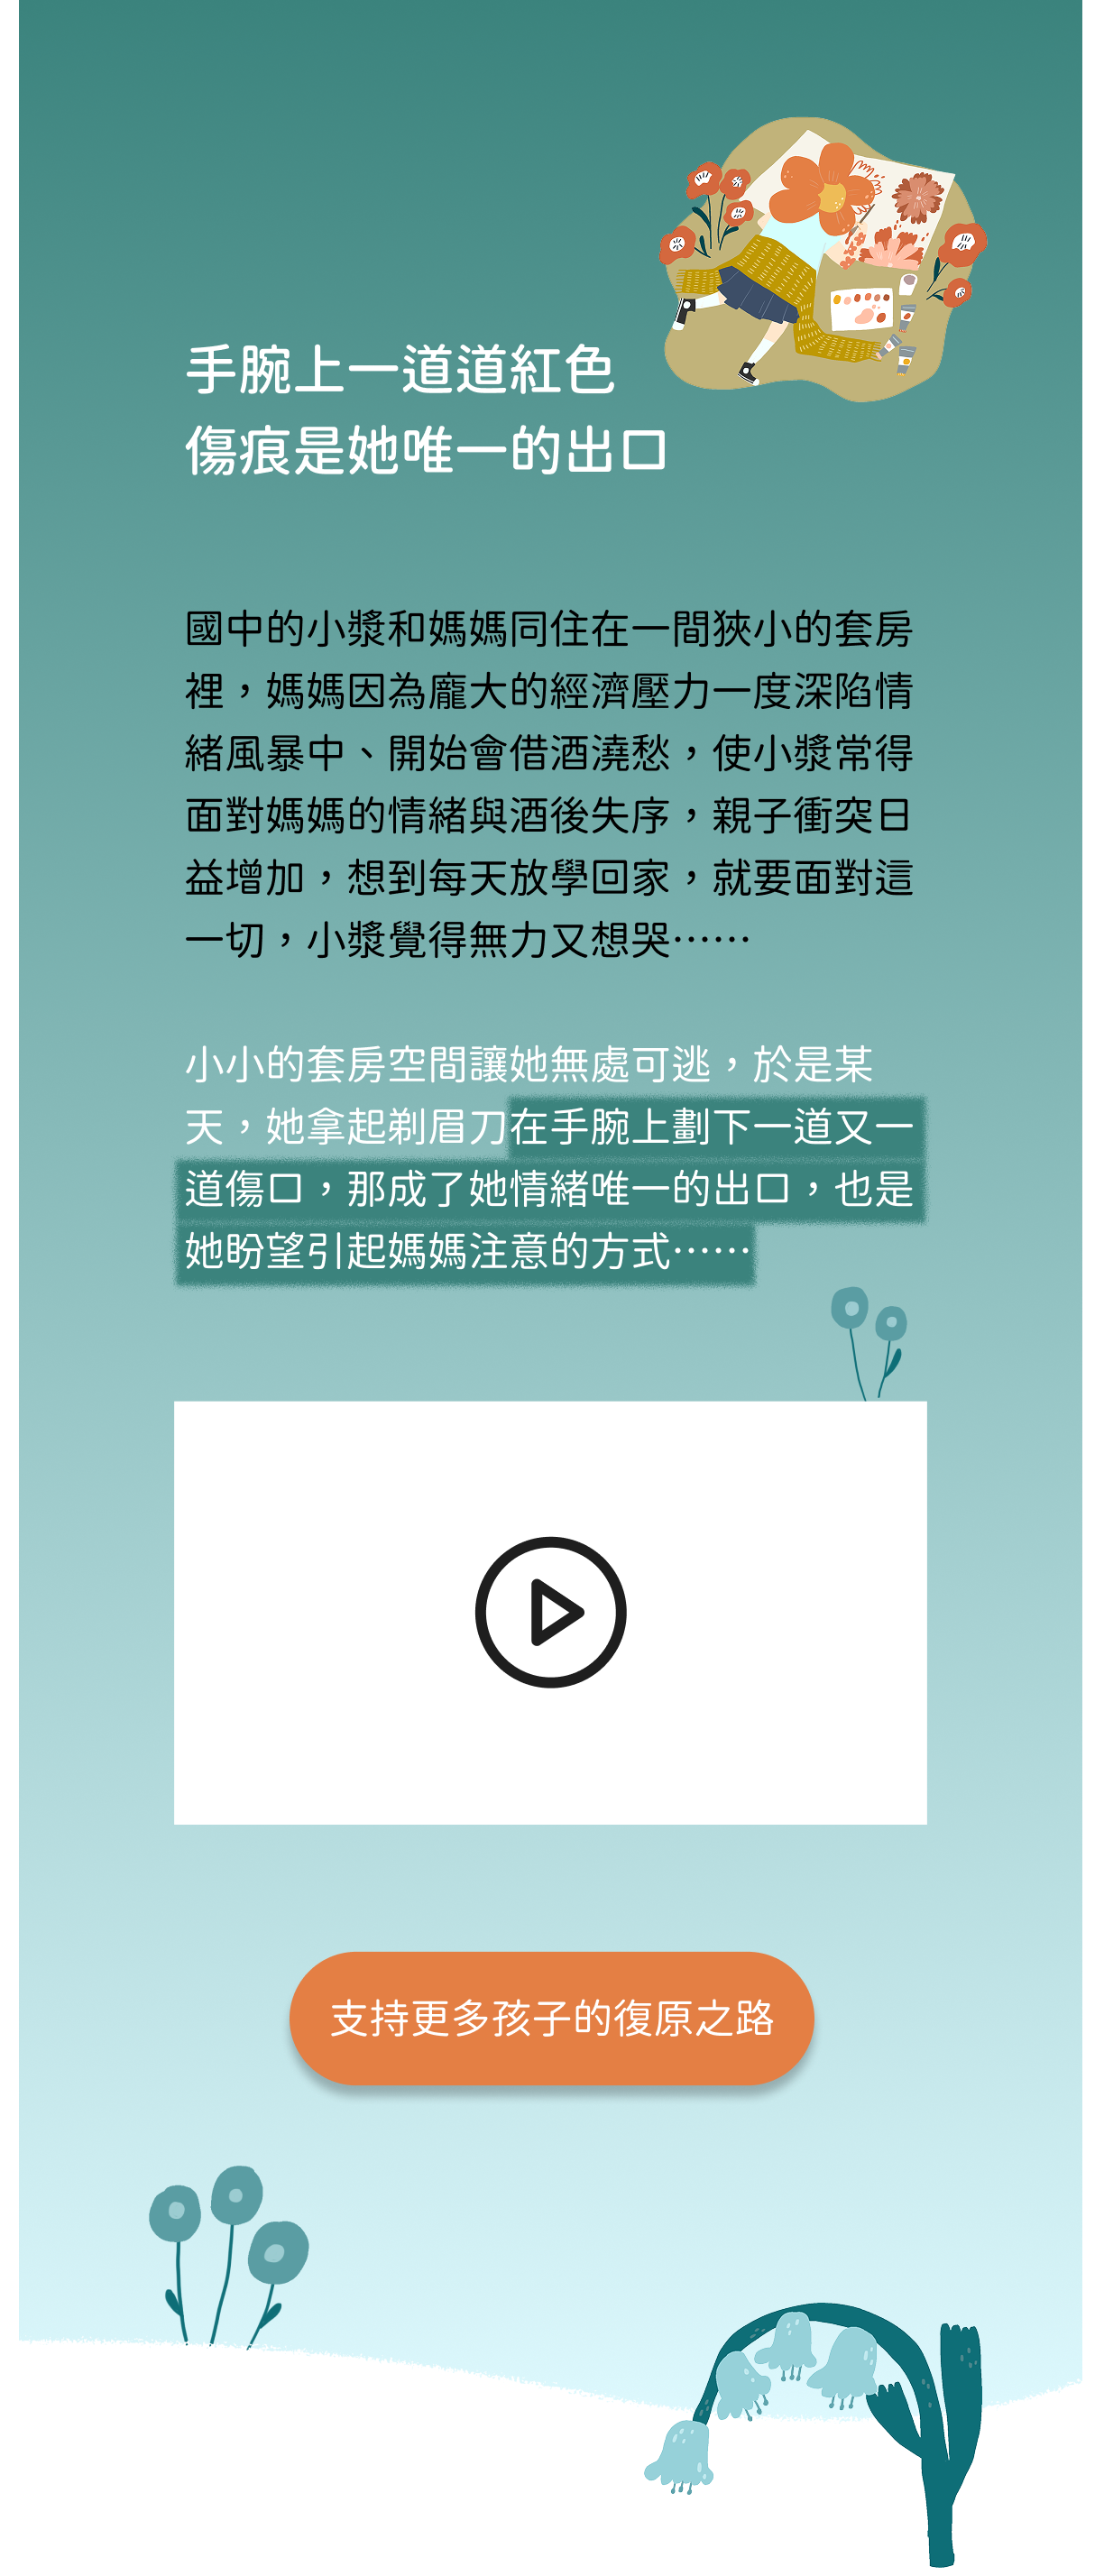 手腕上一道道紅色
傷痕是她唯一的出口
國中的小漿和媽媽同住在一間狹小的套房
裡，媽媽因為龐大的經濟壓力一度深陷情
緒風暴中、開始會借酒澆愁，使小漿常得
面對媽媽的情緒與酒後失序，親子衝突日
益增加，想到每天放學回家，就要面對這
一切，小漿覺得無力又想哭……
小小的套房空間讓她無處可逃，於是某
天，她拿起剃眉刀在手腕上劃下一道又一
道傷口，那成了她情緒唯一的出口，也是
她盼望引起媽媽注意的方式……
支持更多孩子的復原之路